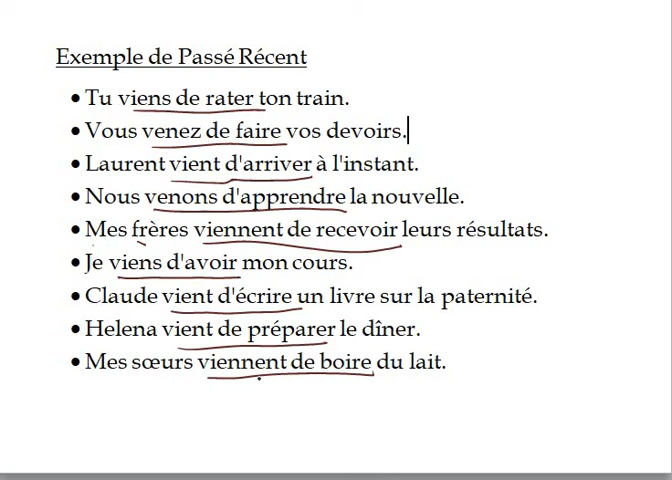 Exemple de Passé Récent
• Tu viens de rater ton train.
• Vous venez de faire vos devoirs.
• Laurent vient d'arriver à l'instant.
• Nous venons d'apprendre la nouvelle.
• Mes frères viennent de recevoir leurs résultats.
• Je viens d'avoir mon cours.
• Claude vient d'écrire un livre sur la paternité.
• Helena vient de préparer le dîner.
• Mes sœurs viennent de boire du lait.